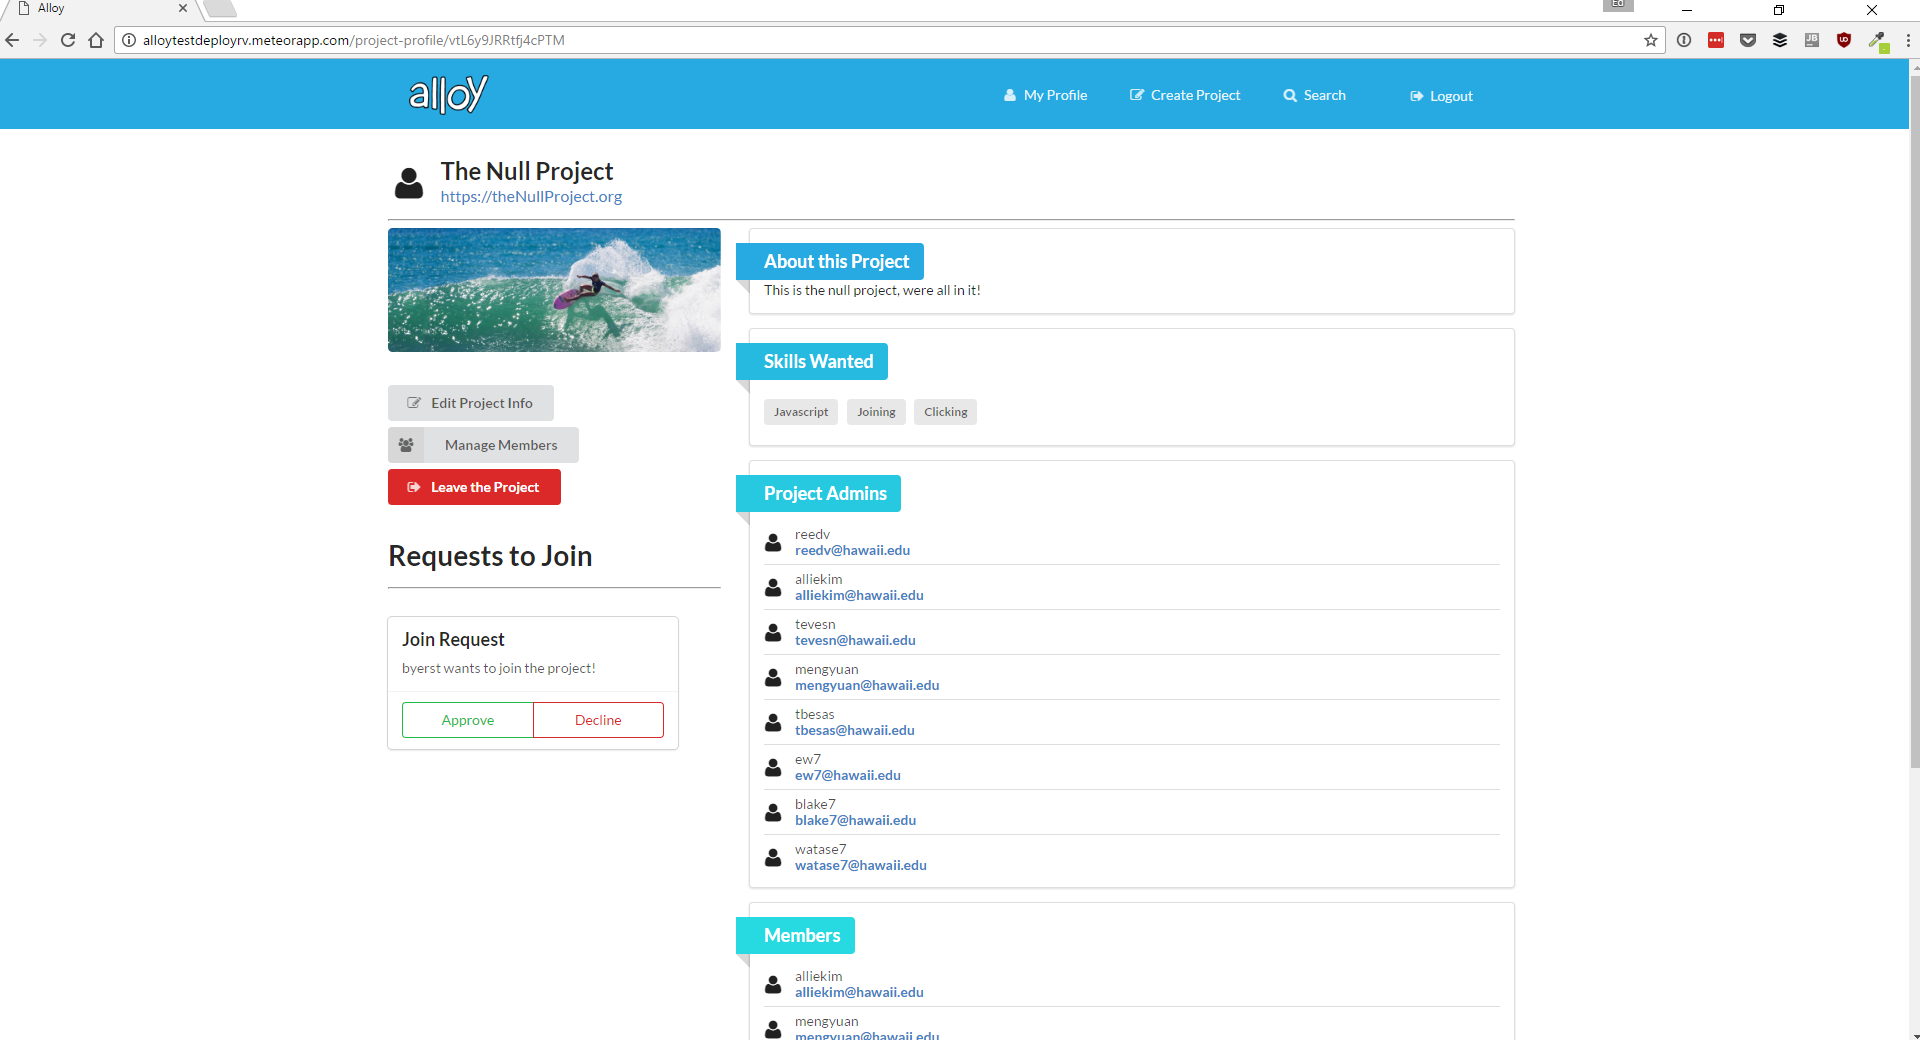 Alloy
Ed
alloytestdeployrv.meteorapp.com/project-profile/vtL6y9JRRtfj4cPTM
alloy
My Profile
Create Project
Search
Logout
The Null Project
https://theNullProject.org
About this Project
This is the null project, were all in it!
Skills Wanted
Javascript
Joining
Clicking
Edit Project Info
Manage Members
Leave the Project
Requests to Join
Join Request
byerst wants to join the project!
Approve
Decline
Project Admins
reedv
reedv@hawaii.edu
alliekim
alliekim@hawaii.edu
tevesn
tevesn@hawaii.edu
mengyuan
mengyuan@hawaii.edu
tbesas
tbesas@hawaii.edu
ew7
ew7@hawaii.edu
blake7
blake7@hawaii.edu
watase7
watase7@hawaii.edu
Members
alliekim
alliekim@hawaii.edu
mengyuan
mengyuan@hawaii.edu